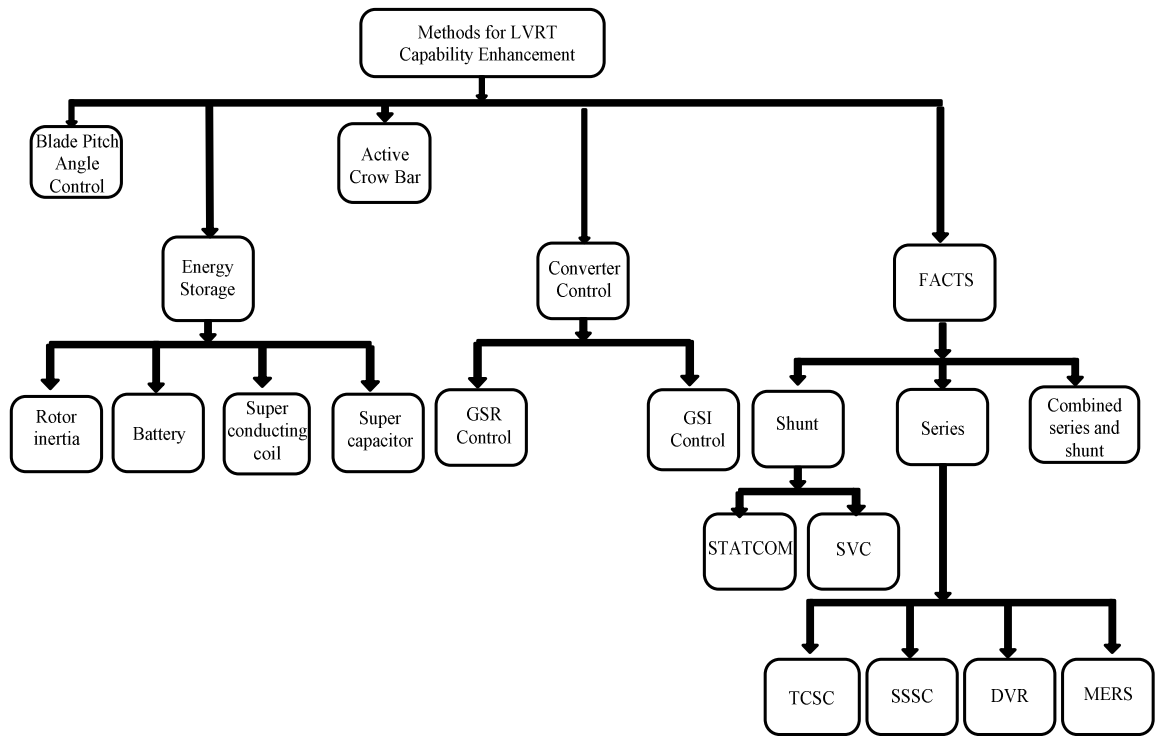 Methods for LVRT
Capability Enhancement
Blade Pitch
Angle
Control
Active
Crow Bar
Energy
Storage
Converter
Control
FACTS
Rotor
inertia
Battery
Super
conducting
coil
Super
capacitor
GSR
Control
GSI
Control
Shunt
Series
Combined
series and
shunt
STATCOM
SVC
TCSC
SSSC
DVR
MERS